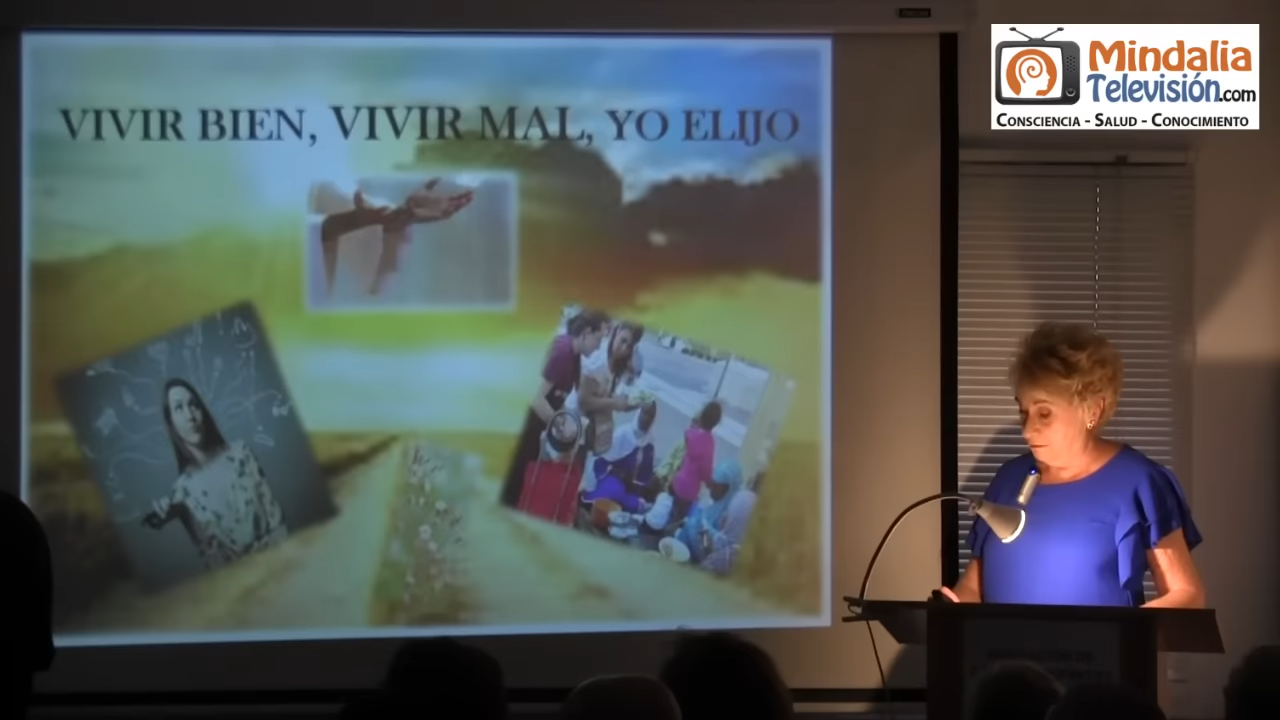 VIVIR BIEN, VIVIR MAL, YO ELIJO
Mindalia
Televisión.com
CONSCIENCIA - SALUD - CONOCIMIENTO